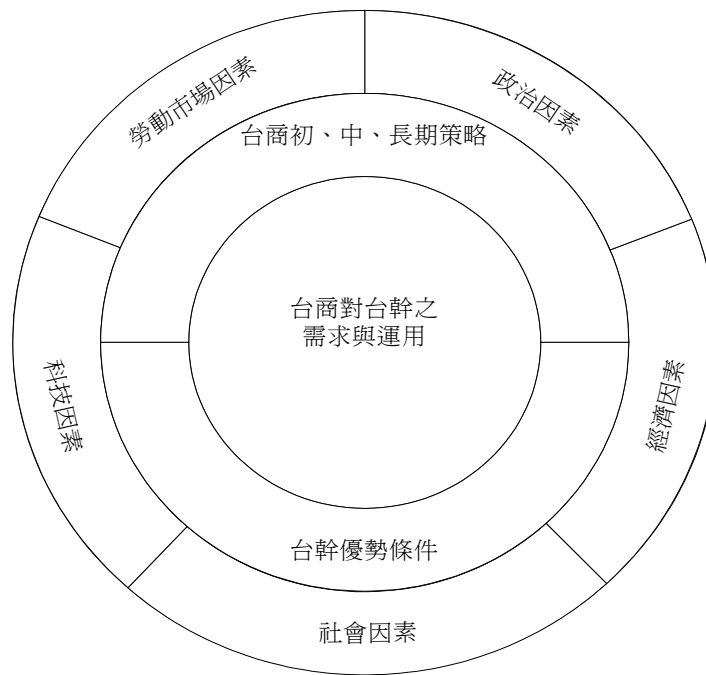 勞動市場因素
政治因素
台商初、中、長期策略
台商對台幹之
需求與運用
科技因素
經濟因素
台幹優勢條件
社會因素